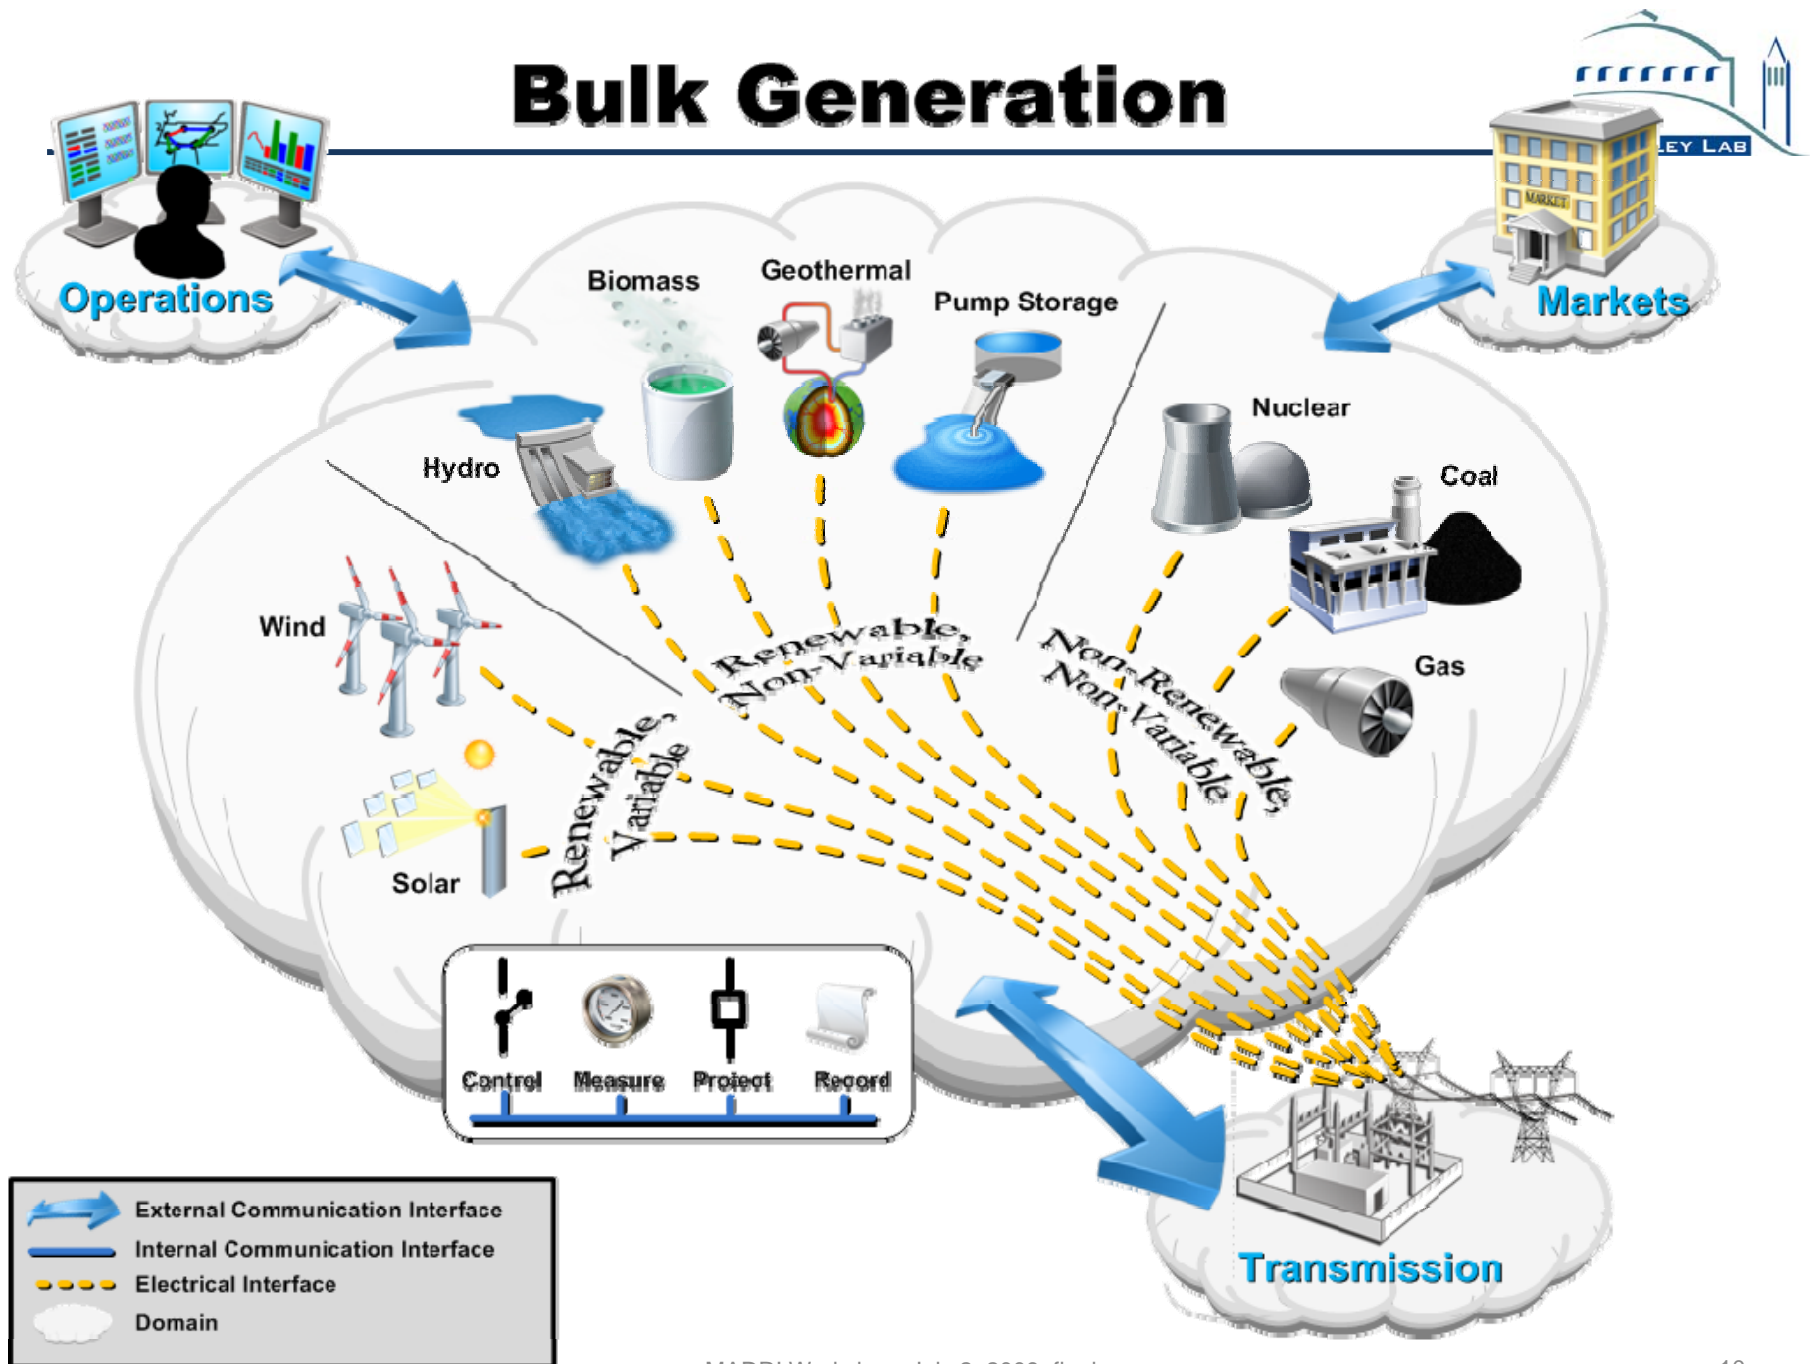 Bulk Generation
LEY LAB
MARKET
Operations
Markets
Biomass
Geothermal
Pump Storage
Hydro
Nuclear
Coal
Gas
Wind
Solar
Renewable,
Variable
Renewable,
Non-Variable
Non-Renewable,
Non-Variable
Control
Measure
Protect
Record
External Communication Interface
Internal Communication Interface
Electrical Interface
Domain
Transmission